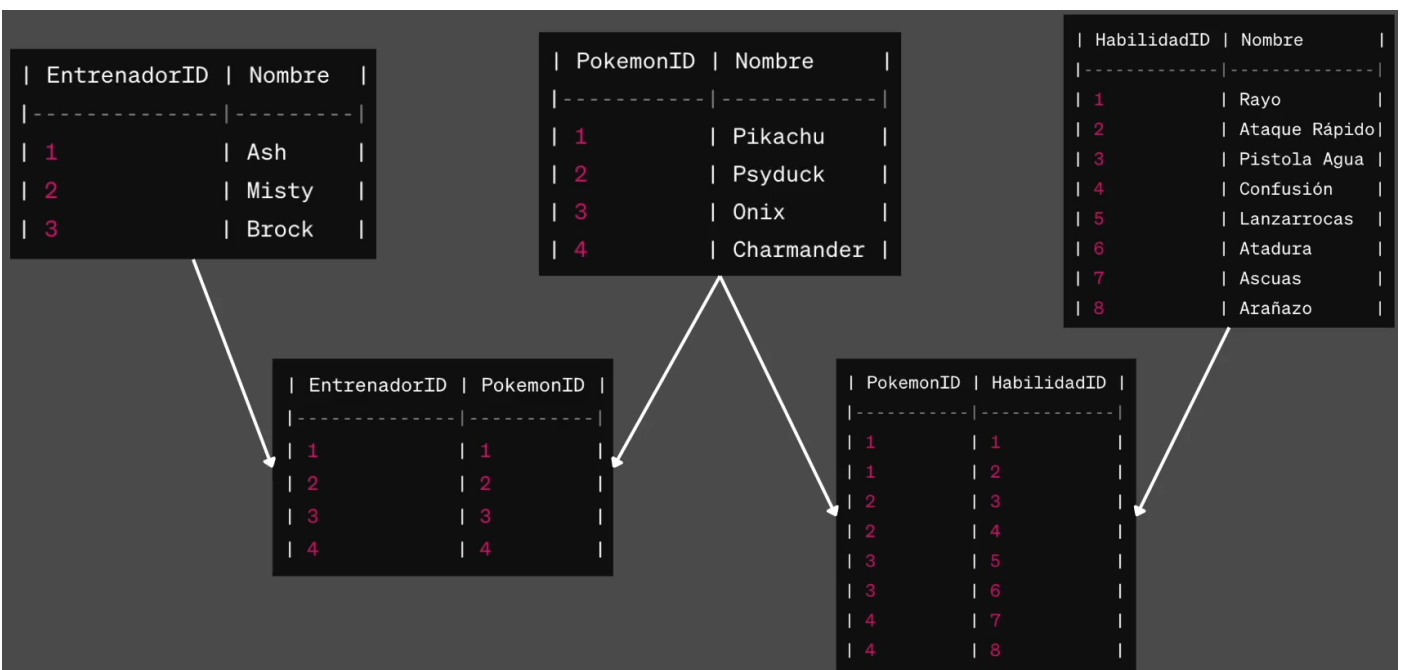 | EntrenadorID | Nombre |
|--------------|---------|
| 1 | Ash |
| 2 | Misty |
| 3 | Brock |
| PokemonID | Nombre |
|-----------|------------|
| 1 | Pikachu |
| 2 | Psyduck |
| 3 | Onix |
| 4 | Charmander |
| HabilidadID | Nombre |
|-------------|--------------|
| 1 | Rayo |
| 2 | Ataque Rápido|
| 3 | Pistola Agua |
| 4 | Confusión |
| 5 | Lanzarrocas |
| 6 | Atadura |
| 7 | Ascuas |
| 8 | Arañazo |
| EntrenadorID | PokemonID |
|--------------|-----------|
| 1 | 1 |
| 2 | 2 |
| 3 | 3 |
| 4 | 4 |
| PokemonID | HabilidadID |
|-----------|-------------|
| 1 | 1 |
| 1 | 2 |
| 2 | 3 |
| 2 | 4 |
| 3 | 5 |
| 3 | 6 |
| 4 | 7 |
| 4 | 8 |